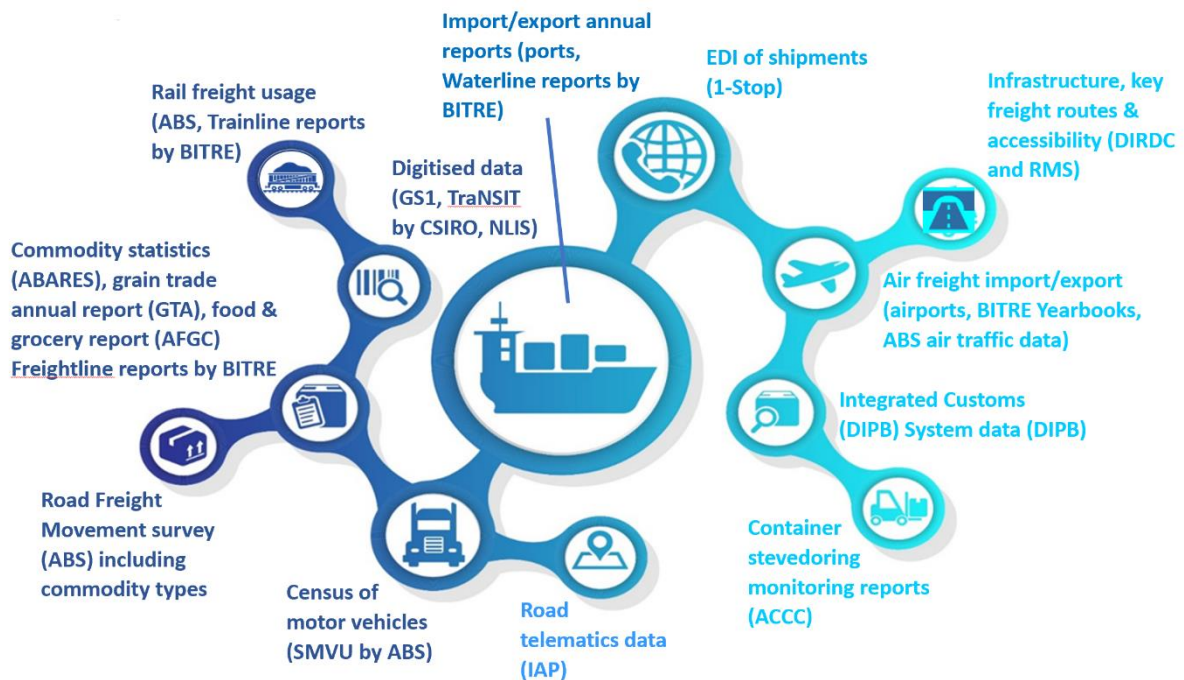 Import/export annual
reports (ports,
Waterline reports by
BITRE)
EDI of shipments
(1-Stop)
Infrastructure, key
freight routes &
accessibility (DIRDC
and RMS)
Rail freight usage
(ABS, Trainline reports
by BITRE)
Digitised data
(GS1, TraNSIT
by CSIRO, NLIS)
Commodity statistics
(ABARES), grain trade
annual report (GTA), food &
grocery report (AFGC)
Freightline reports by BITRE
Air freight import/export
(airports, BITRE Yearbooks,
ABS air traffic data)
Integrated Customs
(DIPB) System data (DIPB)
Road Freight
Movement survey
(ABS) including
commodity types
Census of
motor vehicles
(SMVU by ABS)
Road
telematics data
(IAP)
Container
stevedoring
monitoring reports
(ACCC)